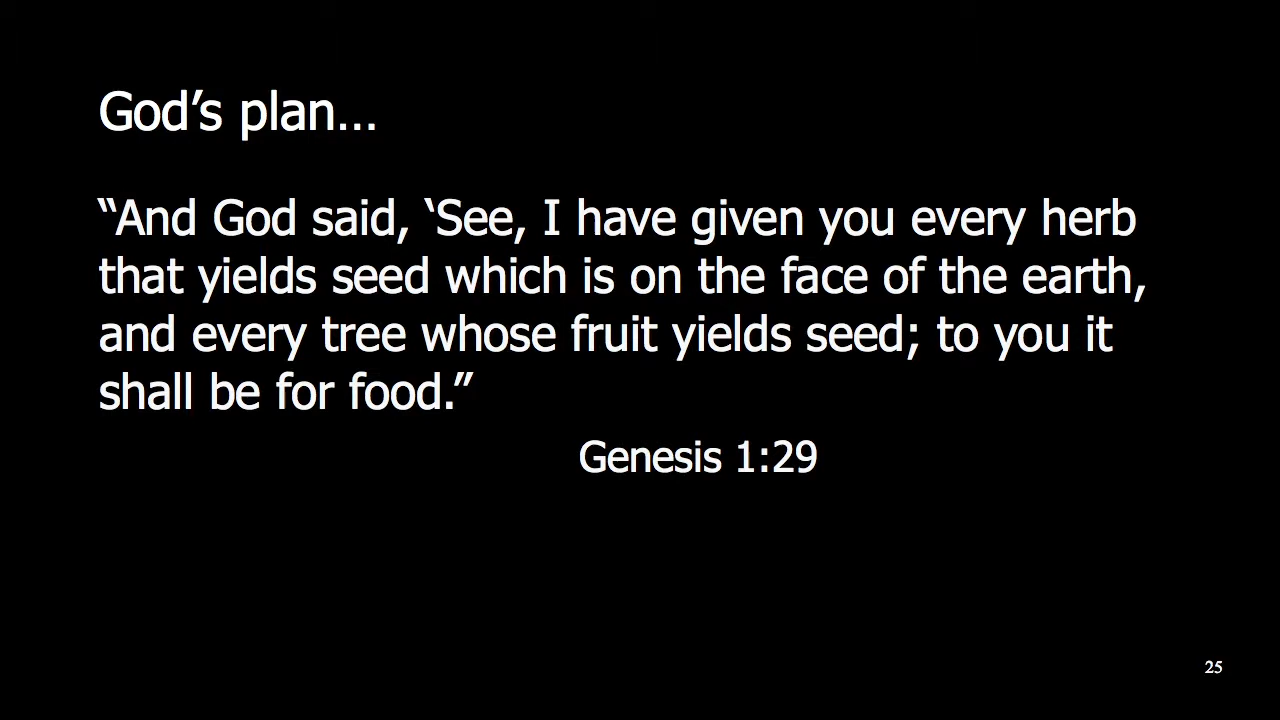 God’s plan…
“And God said, ‘See, I have given you every herb
that yields seed which is on the face of the earth,
and every tree whose fruit yields seed; to you it
shall be for food.”
Genesis 1:29
25